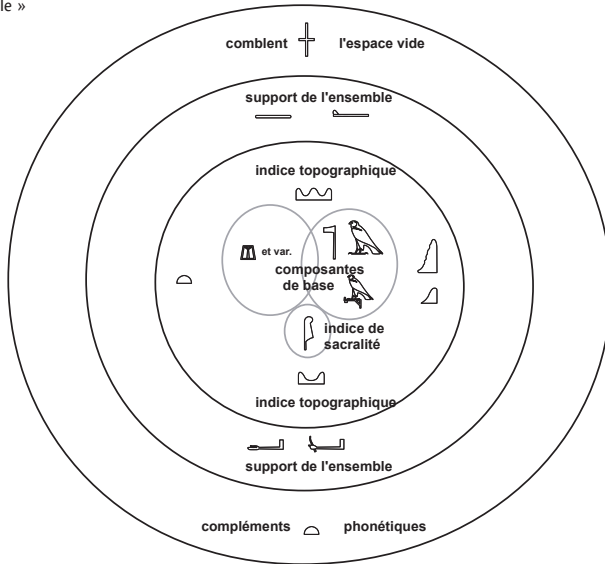 le »
comblent l'espace vide
support de l'ensemble
indice topographique
et var.
composantes
de base
indice de
sacralité
indice topographique
support de l'ensemble
compléments phonétiques